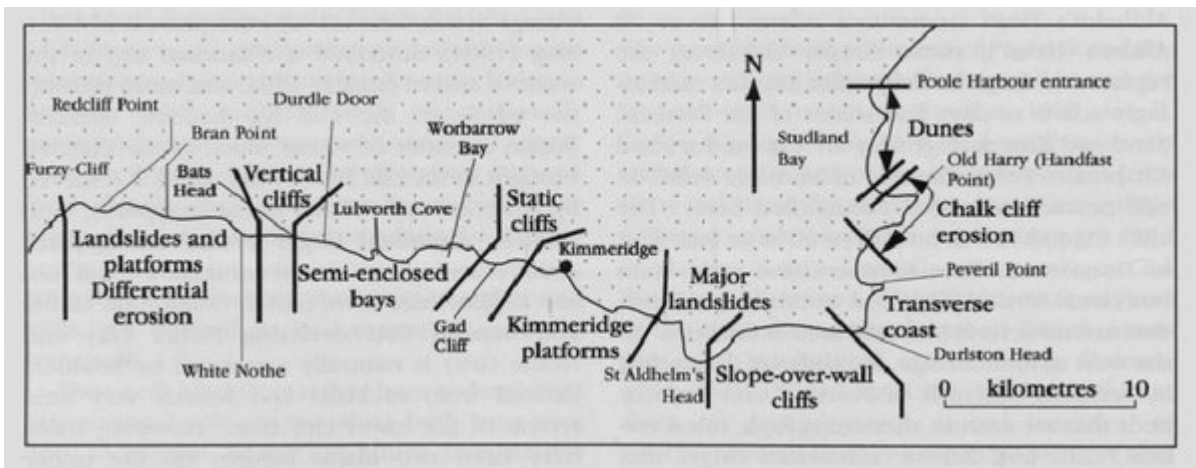 Redcliff Point
Durdle Door
Bran Point
Worbarrow
Bay
Furzy-Cliff
Bats
Head
Vertical
cliffs
Lulworth Cove
Static
cliffs
Landslides and
platforms
Differential
erosion
Semi-enclosed
bays
White Nothe
Gad
Cliff
Kimmeridge
Kimmeridge
platforms
Major
landslides
St Aldhelm's
Head
Slope-over-wall
cliffs
N
Studland
Bay
Poole Harbour entrance
Dunes
Old Harry (Handfast
Point)
Chalk cliff
erosion
Peveril Point
Transverse
coast
Durlston Head
0 kilometres 10